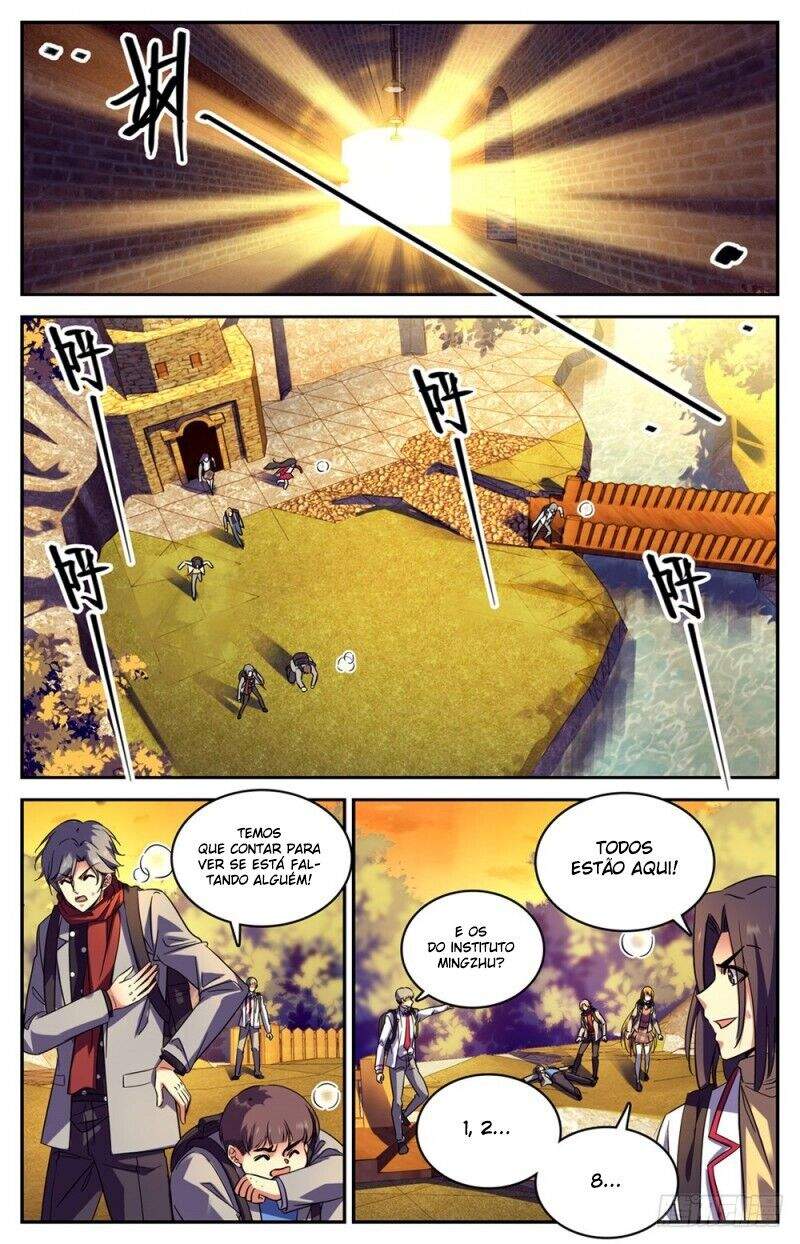 呼
呼
呼
呼
TEMOS
QUE CONTAR PARA
VER SE ESTÁ FAL-
TANDO ALGUÉM!
TODOS
ESTÃO AQUI!
E OS
DO INSTITUTO
MINGZHU?
1, 2...
8...